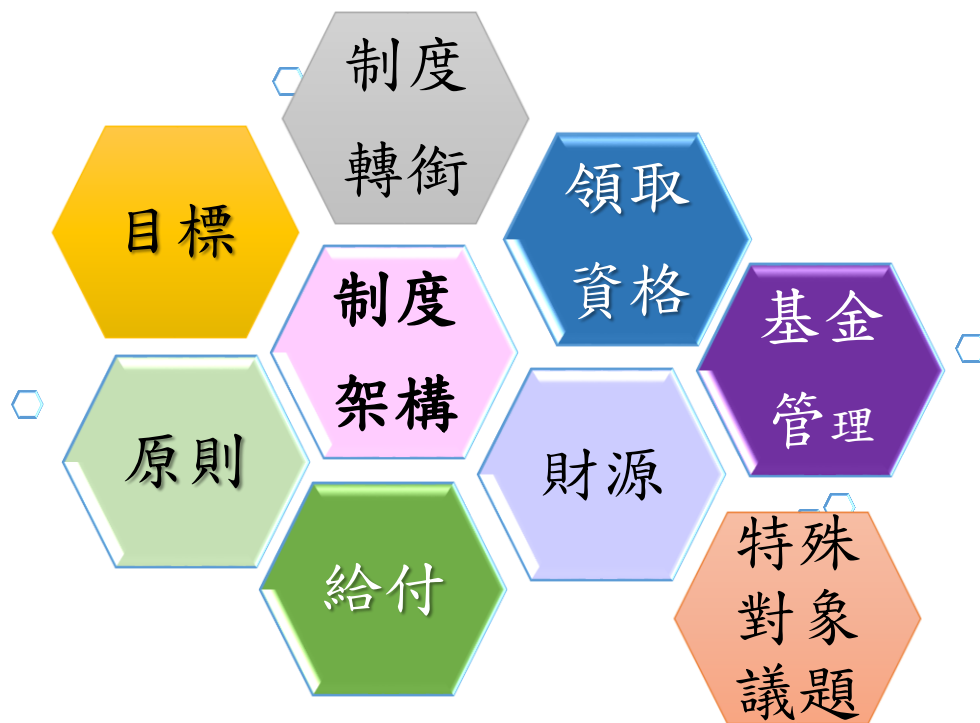 制度
轉銜
目標
領取
資格
制度
架構
基金
管理
原則
財源
給付
特殊
對象
議題